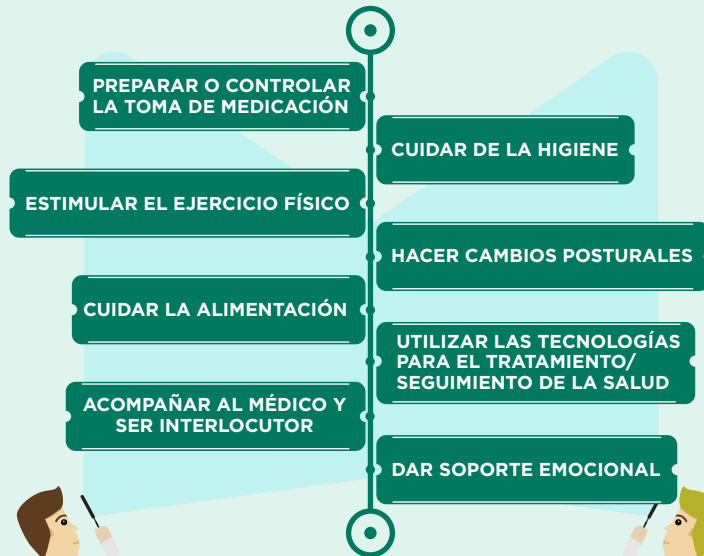 PREPARAR O CONTROLAR
LA TOMA DE MEDICACIÓN
CUIDAR DE LA HIGIENE
ESTIMULAR EL EJERCICIO FÍSICO
HACER CAMBIOS POSTURALES
CUIDAR LA ALIMENTACIÓN
UTILIZAR LAS TECNOLOGÍAS
PARA EL TRATAMIENTO/
SEGUIMIENTO DE LA SALUD
ACOMPAÑAR AL MÉDICO Y
SER INTERLOCUTOR
DAR SOPORTE EMOCIONAL